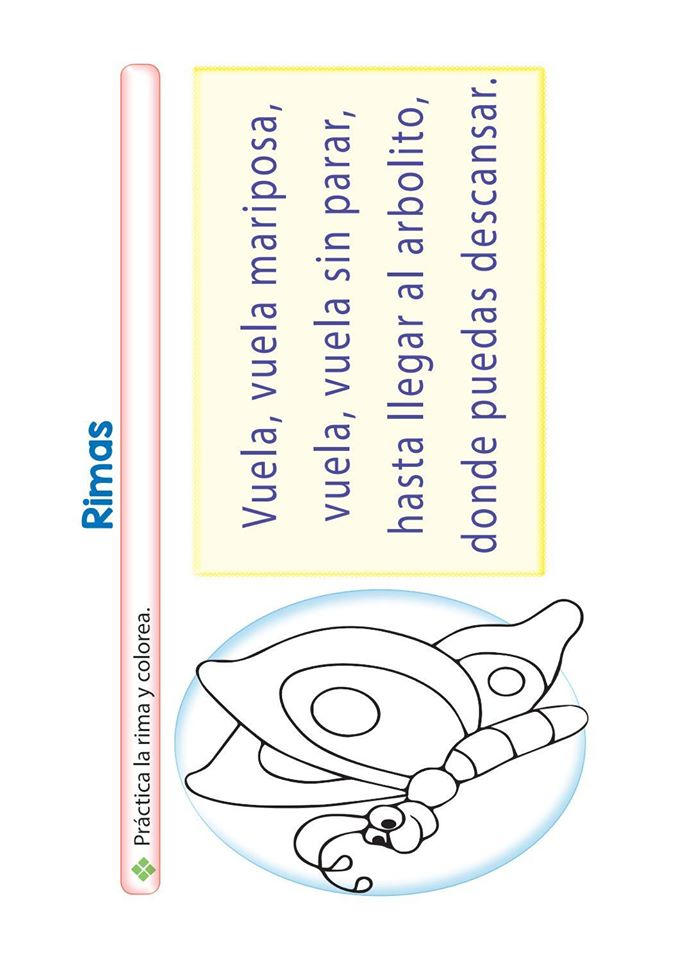 Rimas
Práctica la rima y colorea.
Vuela, vuela mariposa,
vuela, vuela sin parar,
hasta llegar al arbolito,
donde puedas descansar.